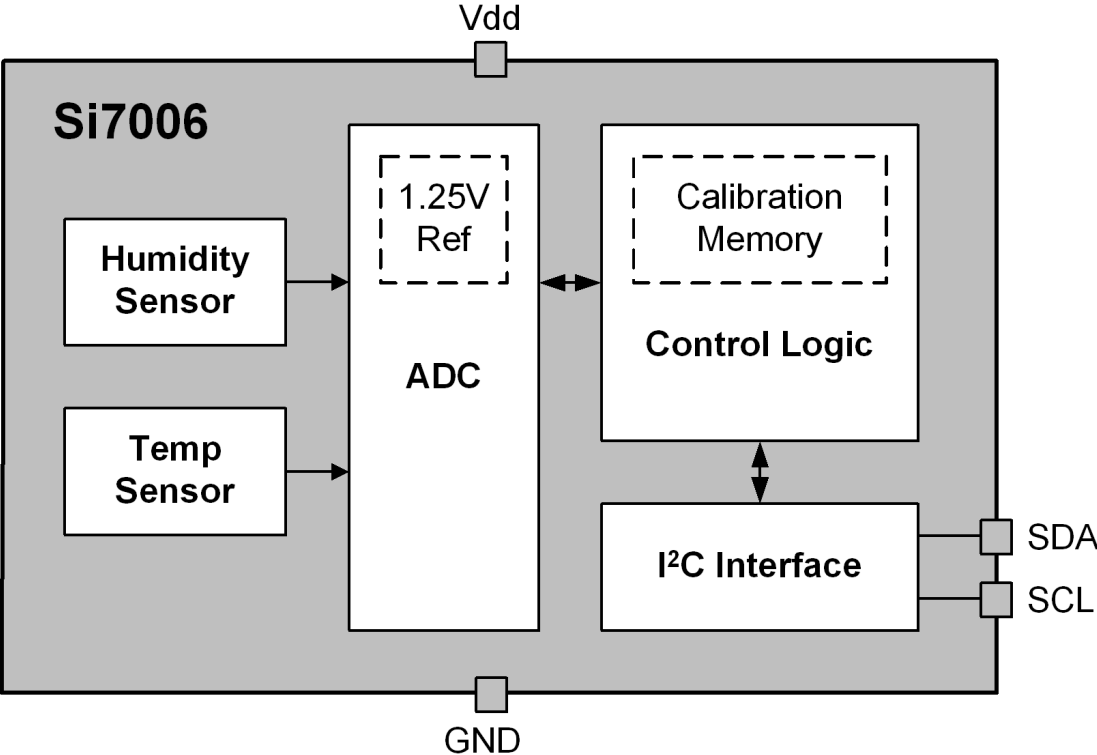 Vdd
Si7006
1.25V
Ref
Calibration
Memory
Humidity
Sensor
Control Logic
ADC
Temp
Sensor
I²C Interface
SDA
SCL
GND